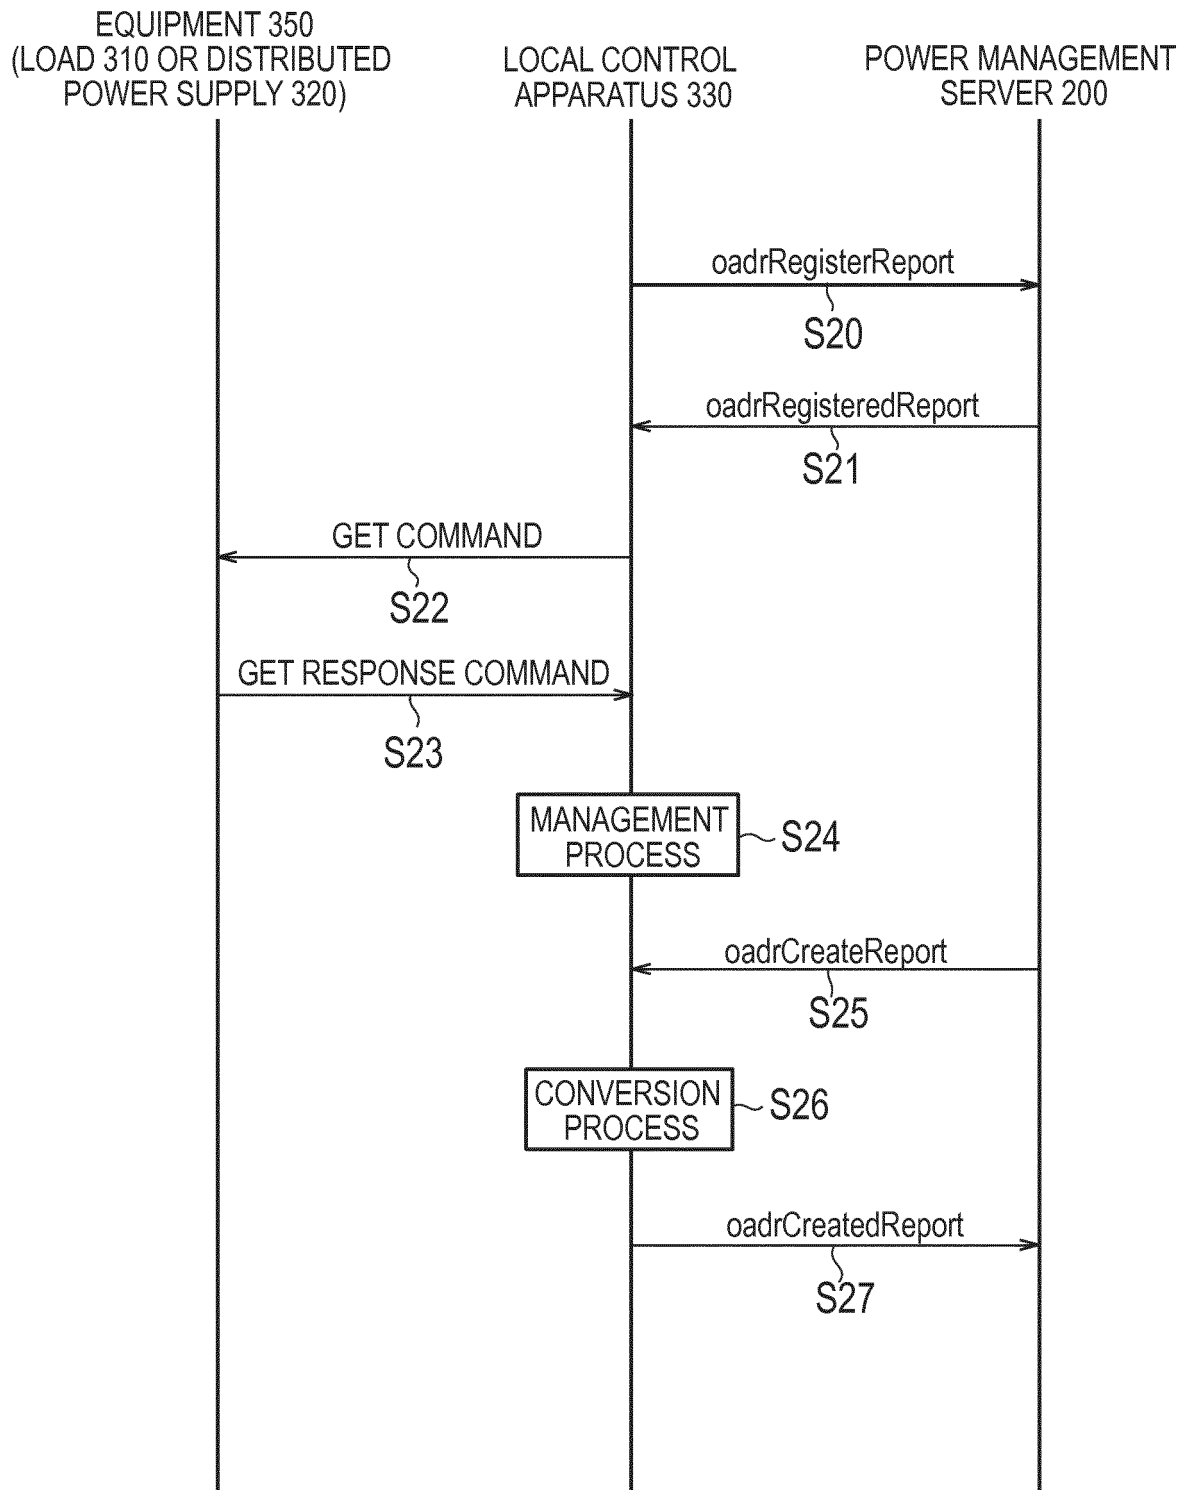 EQUIPMENT 350
(LOAD 310 OR DISTRIBUTED
POWER SUPPLY 320)
LOCAL CONTROL
APPARATUS 330
POWER MANAGEMENT
SERVER 200
oadrRegisterReport
S20
oadrRegisteredReport
S21
GET COMMAND
S22
GET RESPONSE COMMAND
S23
MANAGEMENT
PROCESS
S24
oadrCreateReport
S25
CONVERSION
PROCESS
S26
oadrCreatedReport
S27